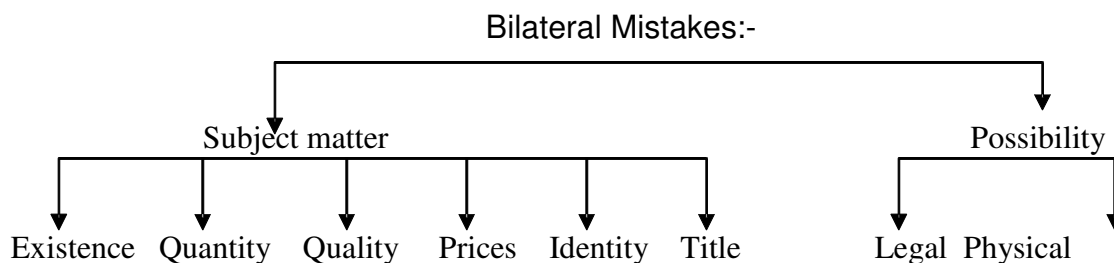 Bilateral Mistakes:-
Subject matter Possibility
Existence Quantity Quality Prices Identity Title Legal Physical